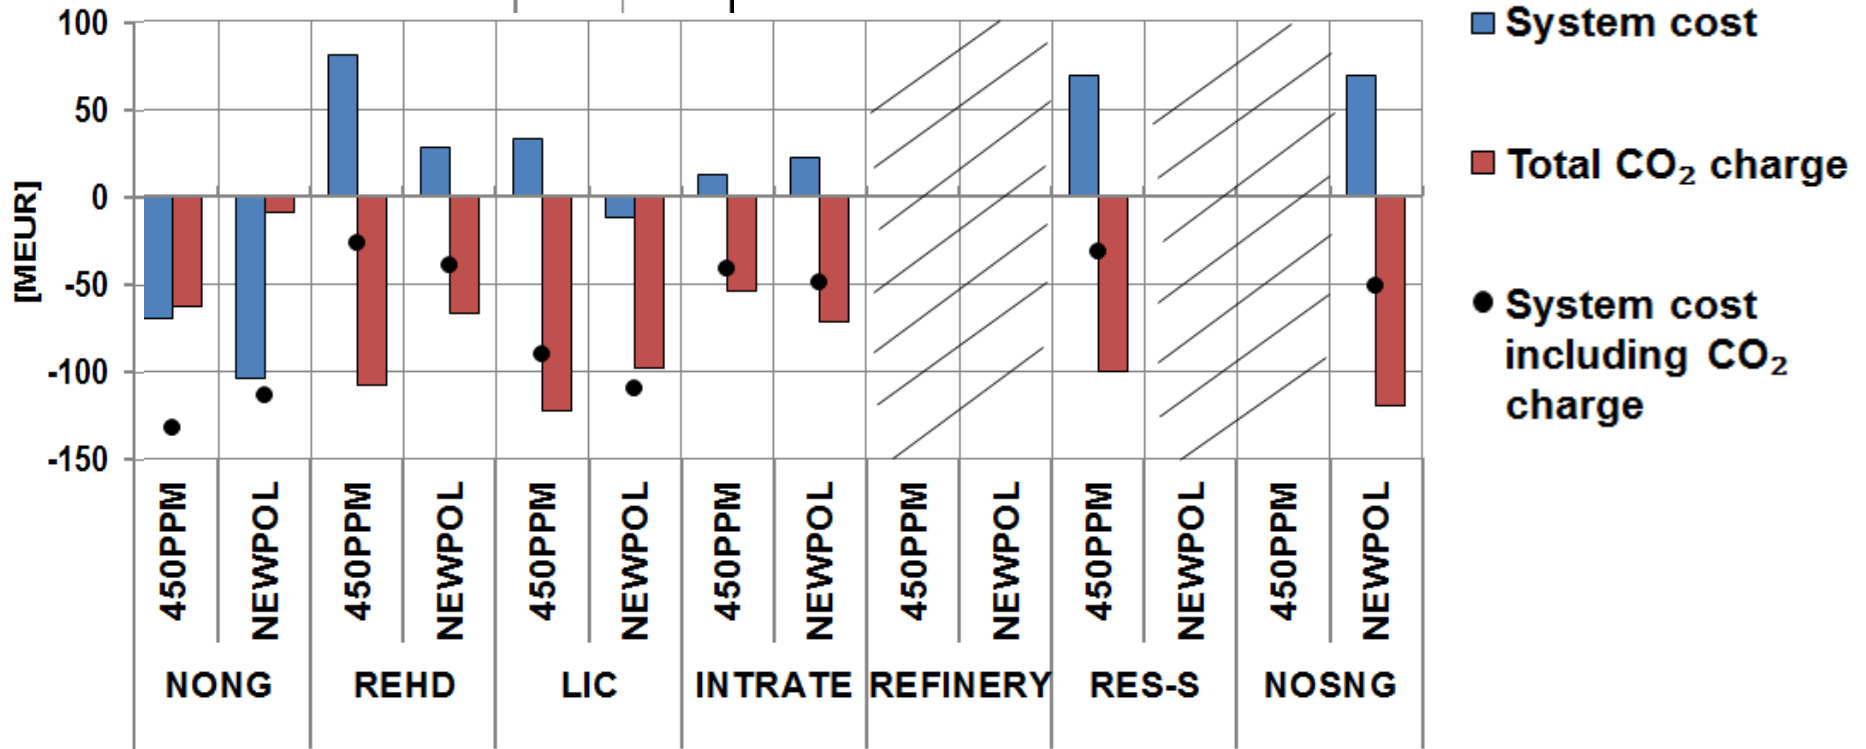 100
50
0
-50
-100
-150
[MEUR]
450PPM
NEWPOL
450PPM
NEWPOL
450PPM
NEWPOL
450PPM
NEWPOL
450PPM
NEWPOL
450PPM
NEWPOL
450PPM
NEWPOL
NONG
REHD
LIC
INTRATE
REFINERY
RES-S
NOSNG
System cost
Total CO₂ charge
System cost
including CO₂
charge